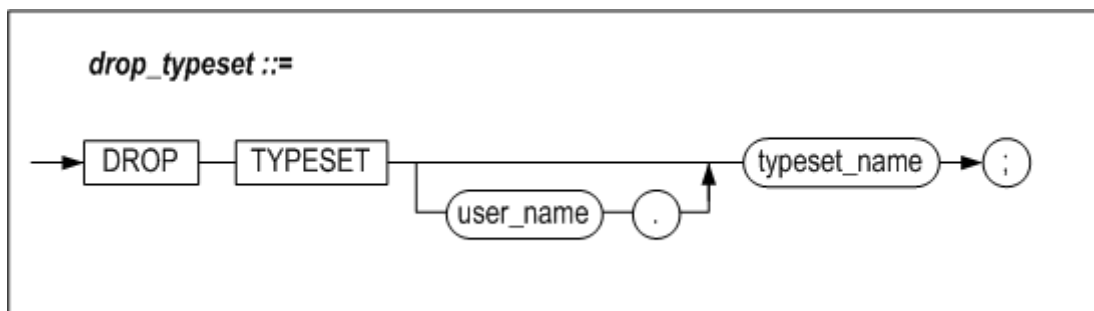 drop_typeset ::=
DROP TYPESET typeset_name ;
user_name .